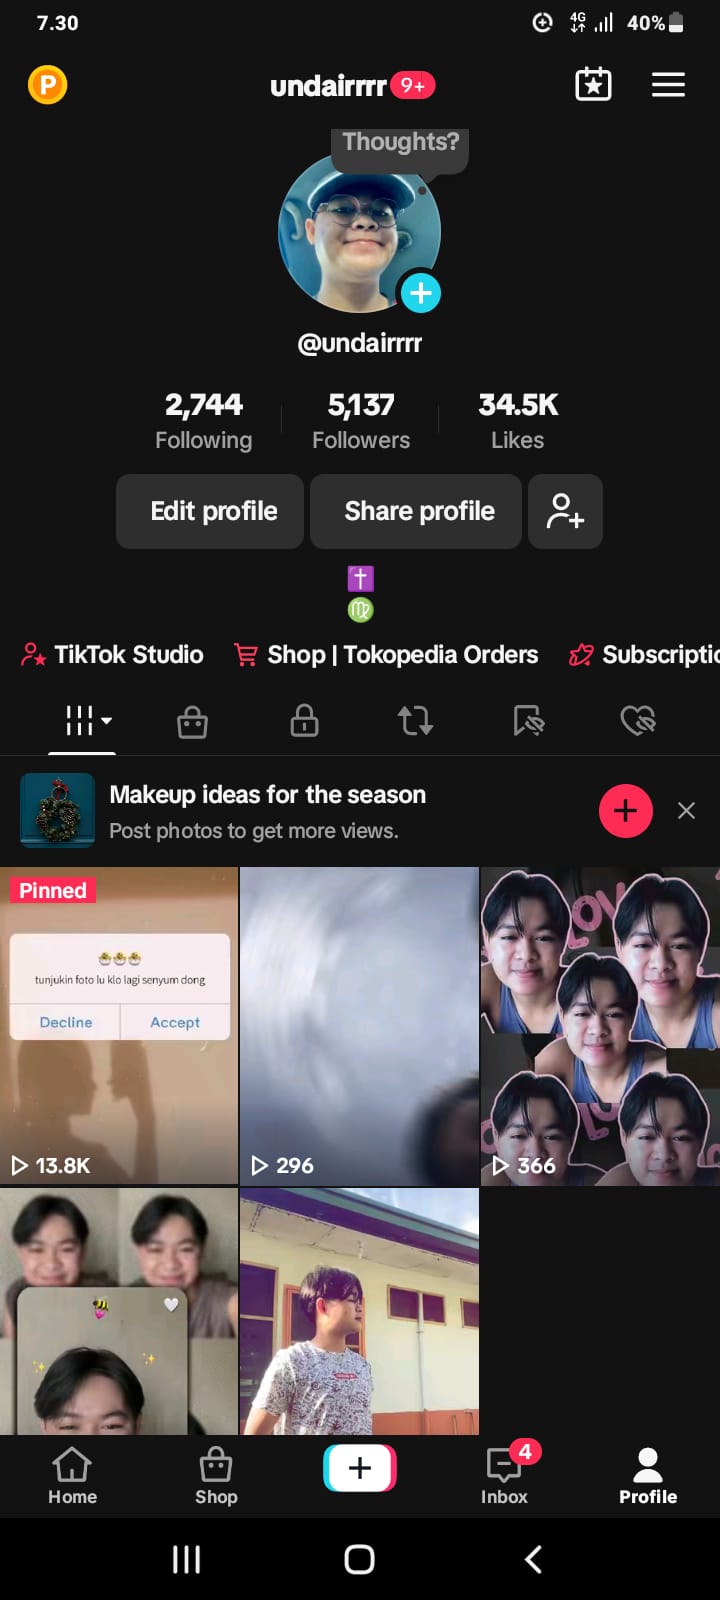 7.30
4G
40%
P
undairrrr 9+
Thoughts?
@undairrrr
2,744 5,137 34.5K
Following Followers Likes
Edit profile Share profile
TikTok Studio Shop | Tokopedia Orders Subscriptio
Makeup ideas for the season
Post photos to get more views.
Pinned
tunjukin foto lu klo lagi senyum dong
Decline Accept
LOV
13.8K 296 366
4
Home Shop Inbox Profile